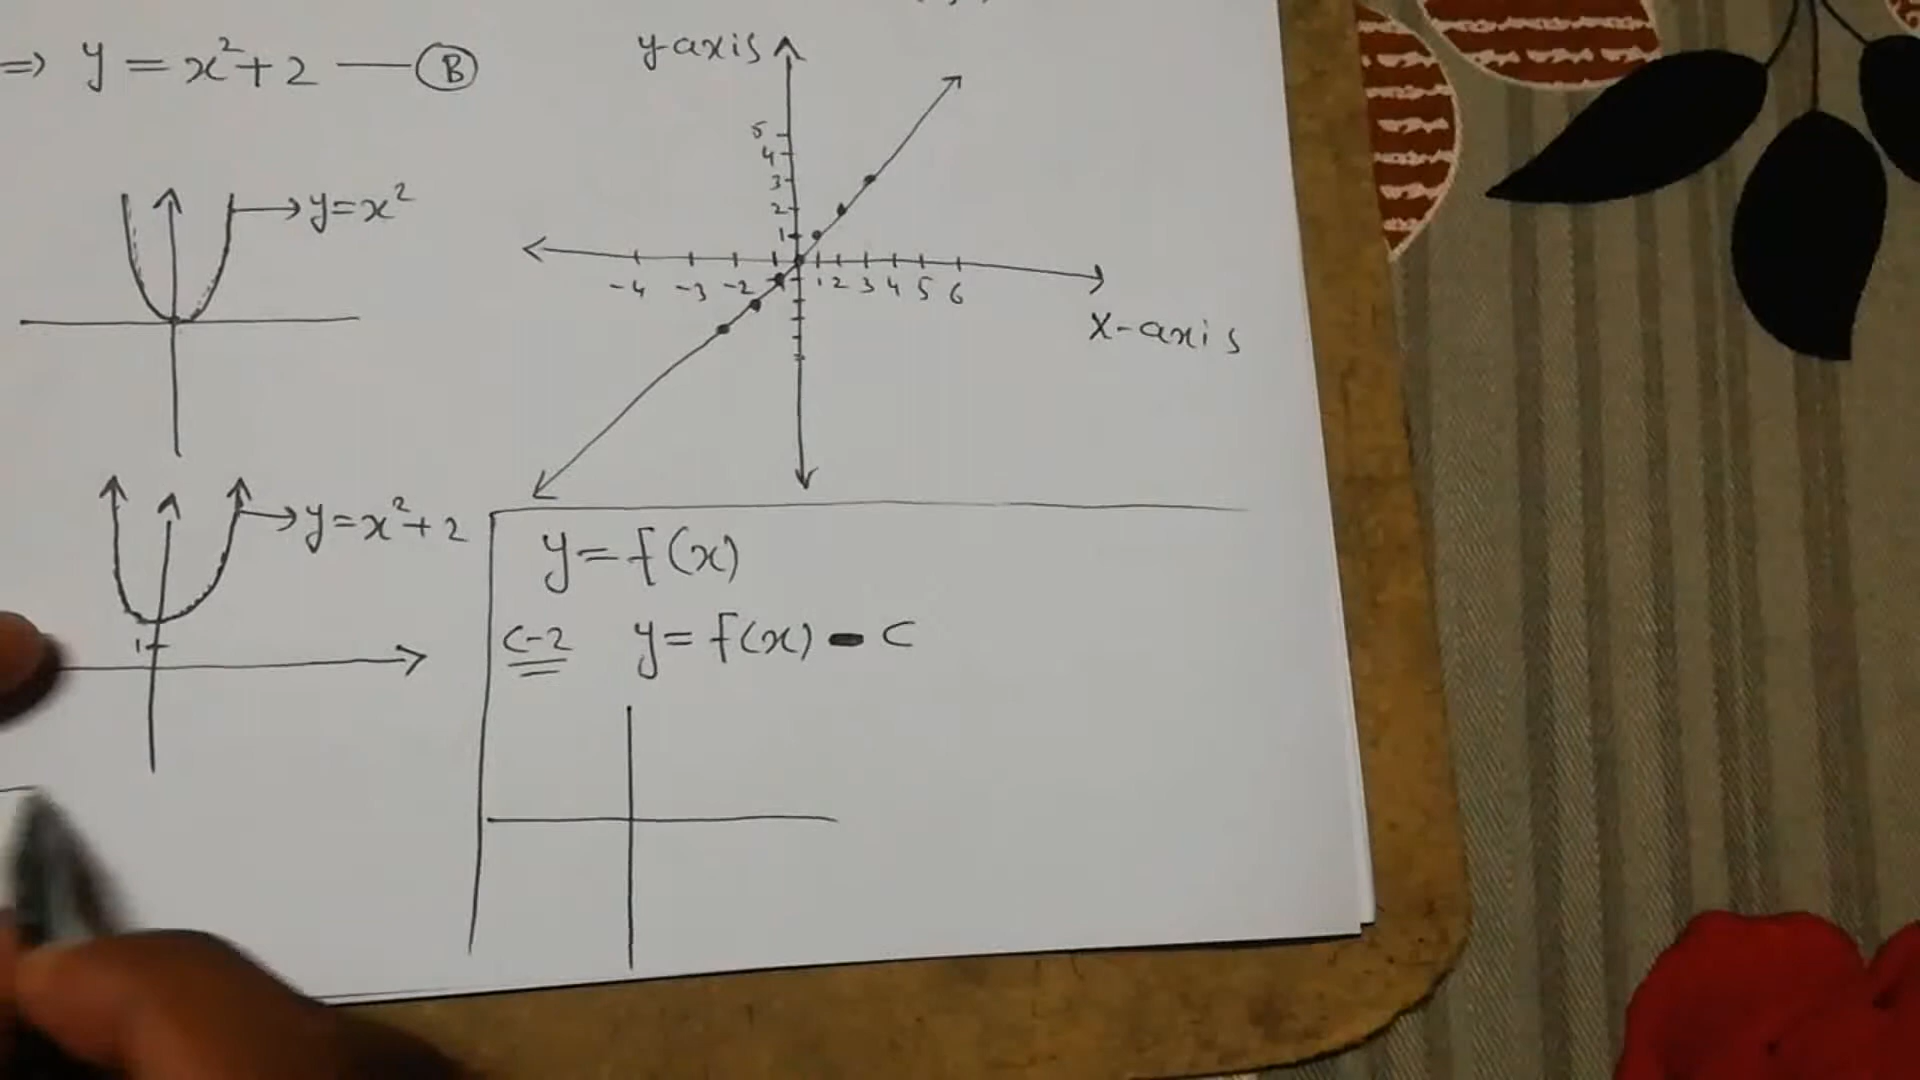 ⇒ y = x²+2 — Ⓑ
→ y=x²
→ y=x²+2
1
y-axis
5
4
3
2
1
-4 -3 -2 1 2 3 4 5 6
X-axis
y = f(x)
C-2 y = f(x) - C